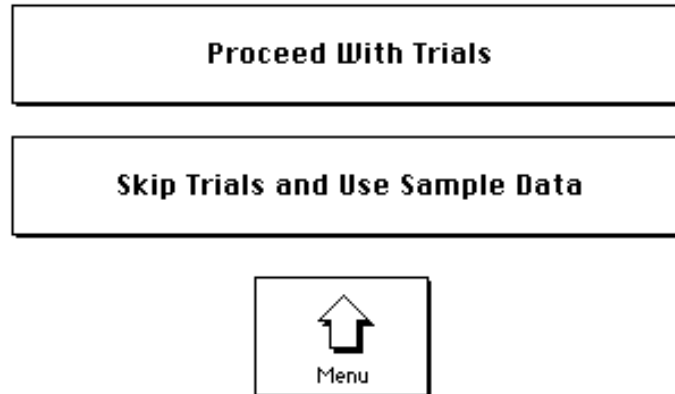 Proceed With Trials
Skip Trials and Use Sample Data
Menu